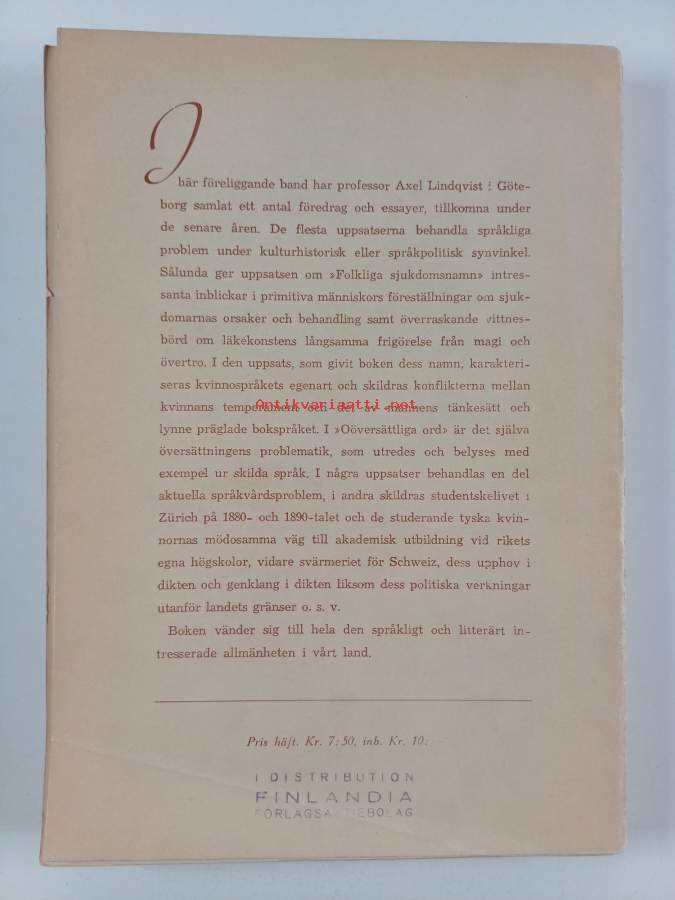 I
här föreliggande band har professor Axel Lindqvist i Göte-
borg samlat ett antal föredrag och essayer, tillkomna under
de senare åren. De flesta uppsatserna behandla språkliga
problem under kulturhistorisk eller språkpolitisk synvinkel.
Sålunda ger uppsatsen om »Folkliga sjukdomsnamn» intres-
santa inblickar i primitiva människors föreställningar om sjuk-
domarnas orsaker och behandling samt överraskande vittnes-
börd om läkekonstens långsamma frigörelse från magi och
övertro. I den uppsats, som givit boken dess namn, karakteri-
seras kvinnospråkets egenart och skildras konflikterna mellan
kvinnans temperament och det av männens tänkesätt och
Antikvariaatti.net
lynne präglade bokspråket. I »Oöversättliga ord» är det själva
översättningens problematik, som utredes och belyses med
exempel ur skilda språk. I några uppsatser behandlas en del
aktuella språkvårdsproblem, i andra skildras studentskelivet i
Zürich på 1880- och 1890-talet och de studerande tyska kvin-
nornas mödosamma väg till akademisk utbildning vid rikets
egna högskolor, vidare svärmeriet för Schweiz, dess upphov i
dikten och genklang i dikten liksom dess politiska verkningar
utanför landets gränser o. s. v.
Boken vänder sig till hela den språkligt och litterärt in-
tresserade allmänheten i vårt land.
Pris häft. Kr. 7:50, inb. Kr. 10:—
I DISTRIBUTION
FINLANDIA
FÖRLAGSAKTIEBOLAG